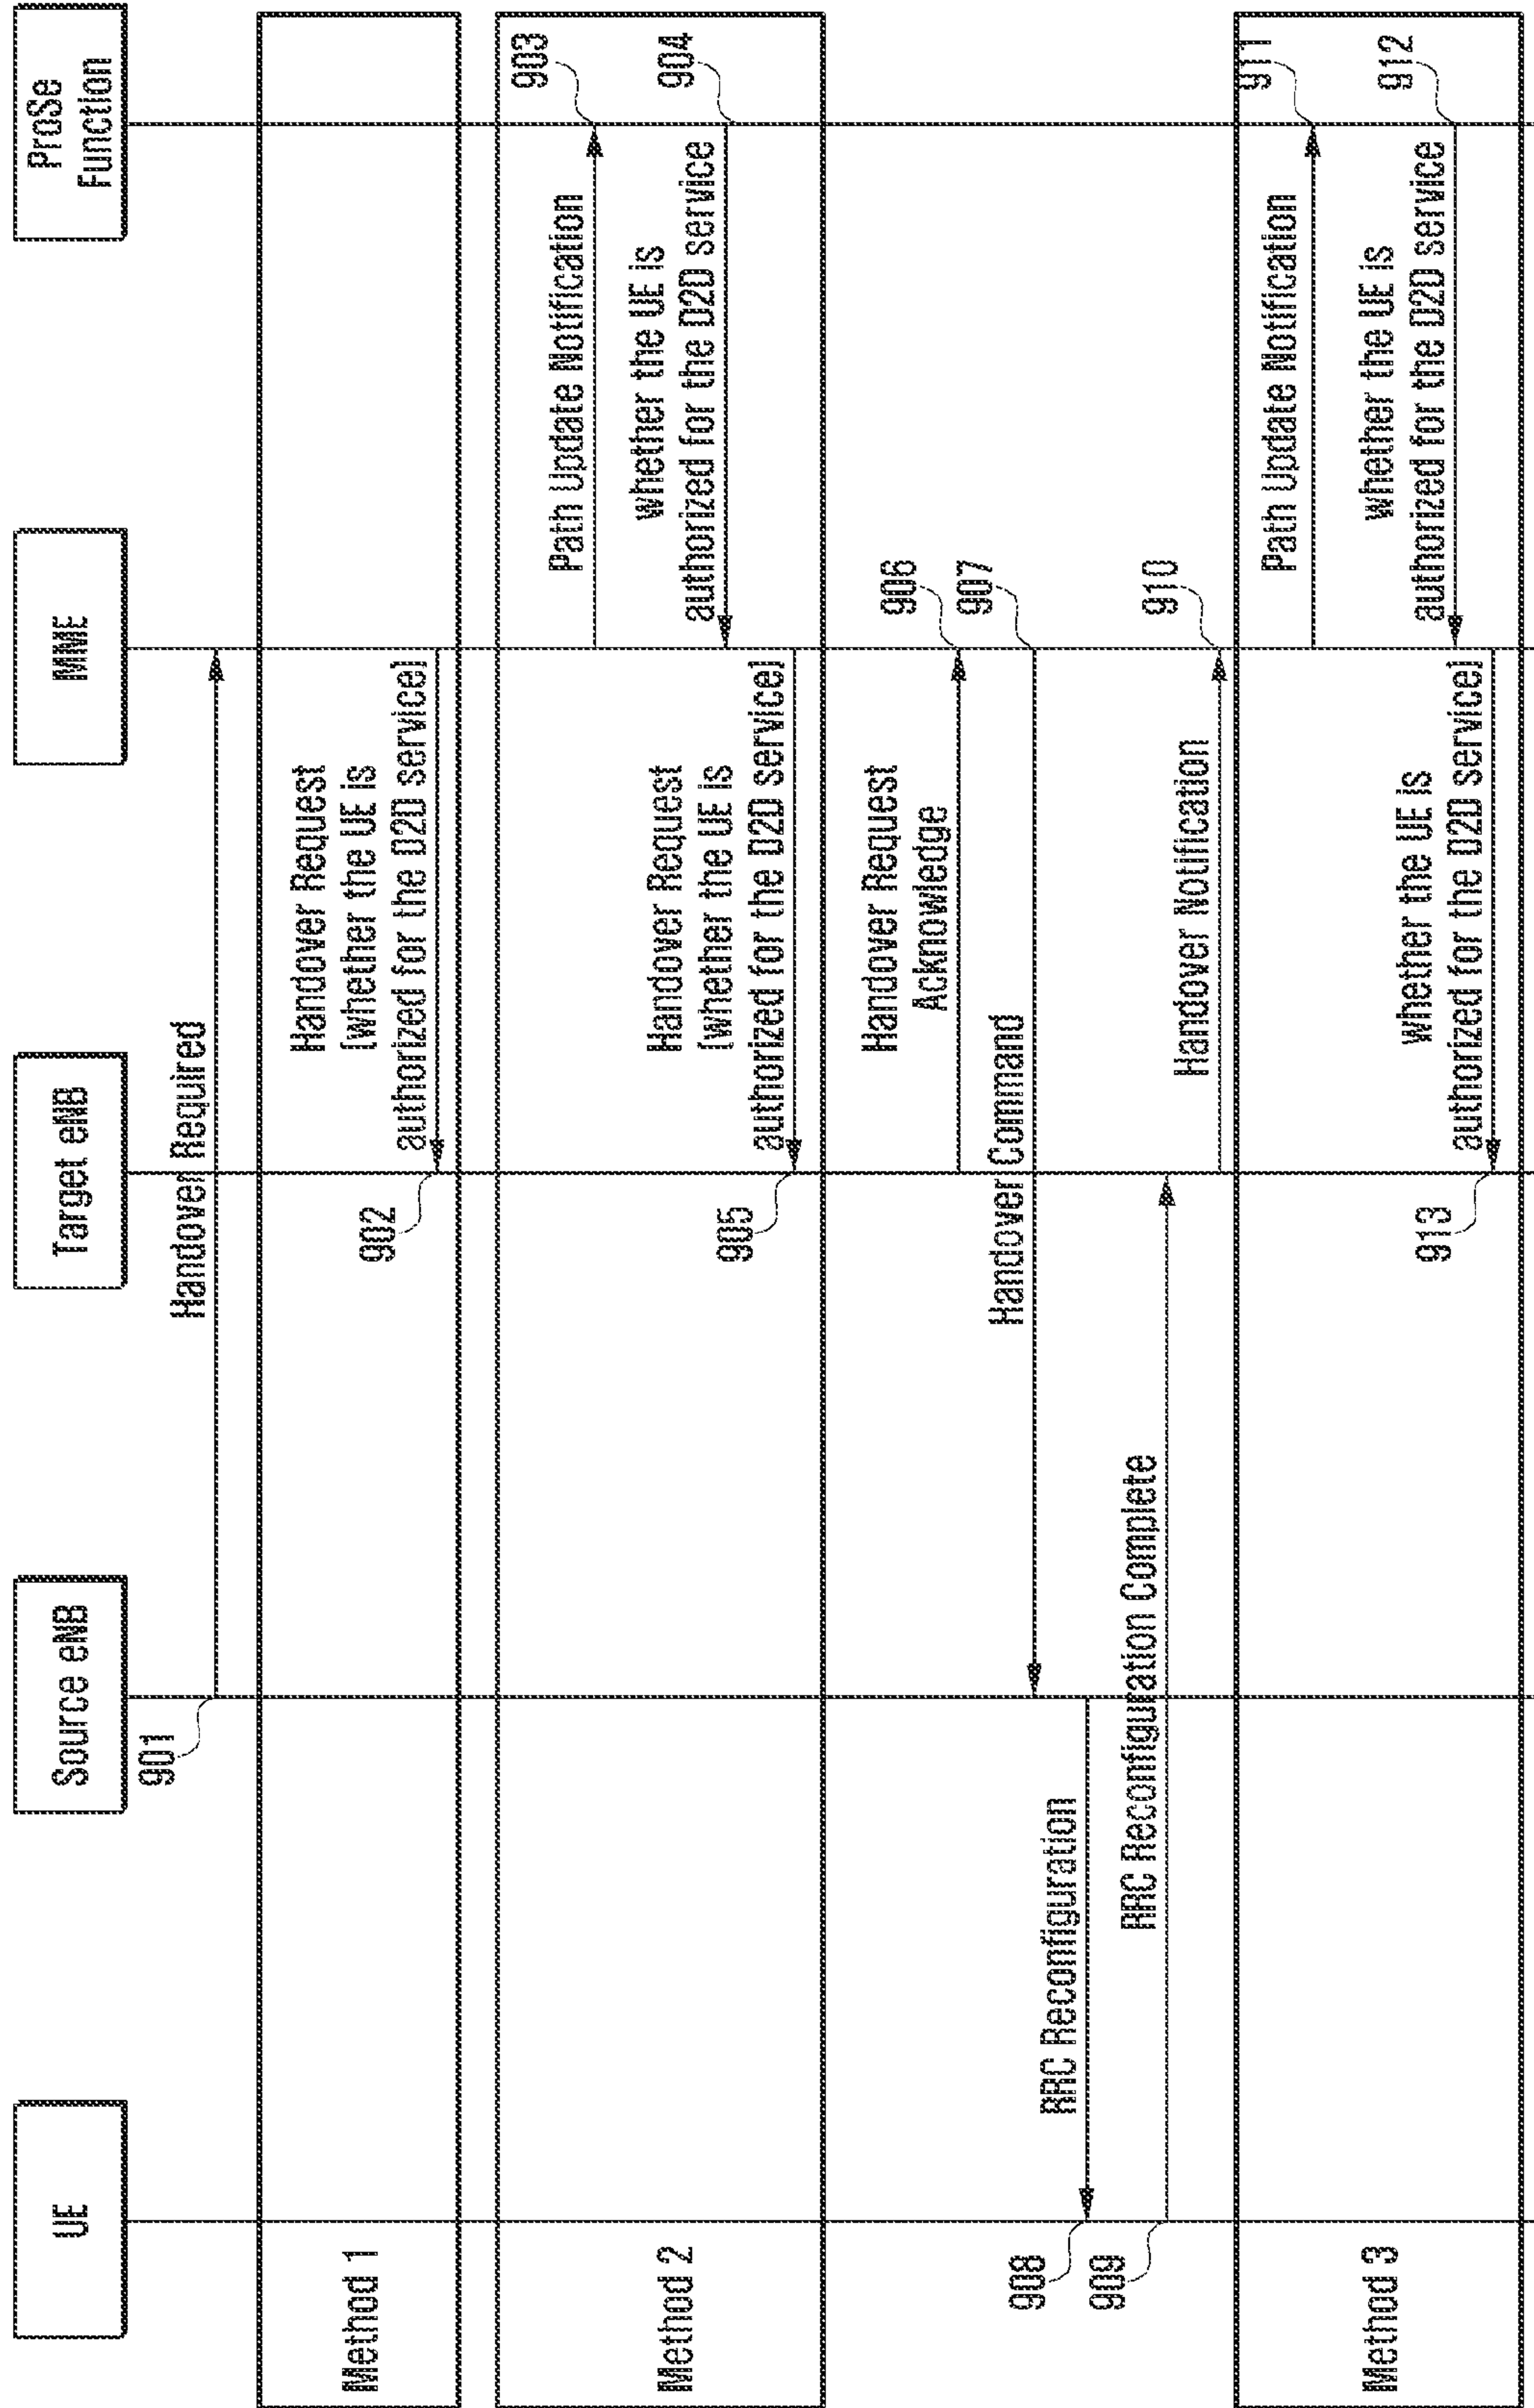 UE
Source eNB
Target eNB
MME
ProSe
Function
901
Handover Required
Method 1
Handover Request
[whether the UE is
authorized for the D2D service]
902
Method 2
Path Update Notification
903
whether the UE is
authorized for the D2D service
904
Handover Request
[whether the UE is
authorized for the D2D service]
905
Handover Request
Acknowledge
906
Handover Command
907
RRC Reconfiguration
908
RRC Reconfiguration Complete
909
Handover Notification
910
Method 3
Path Update Notification
911
whether the UE is
authorized for the D2D service
912
whether the UE is
authorized for the D2D service]
913